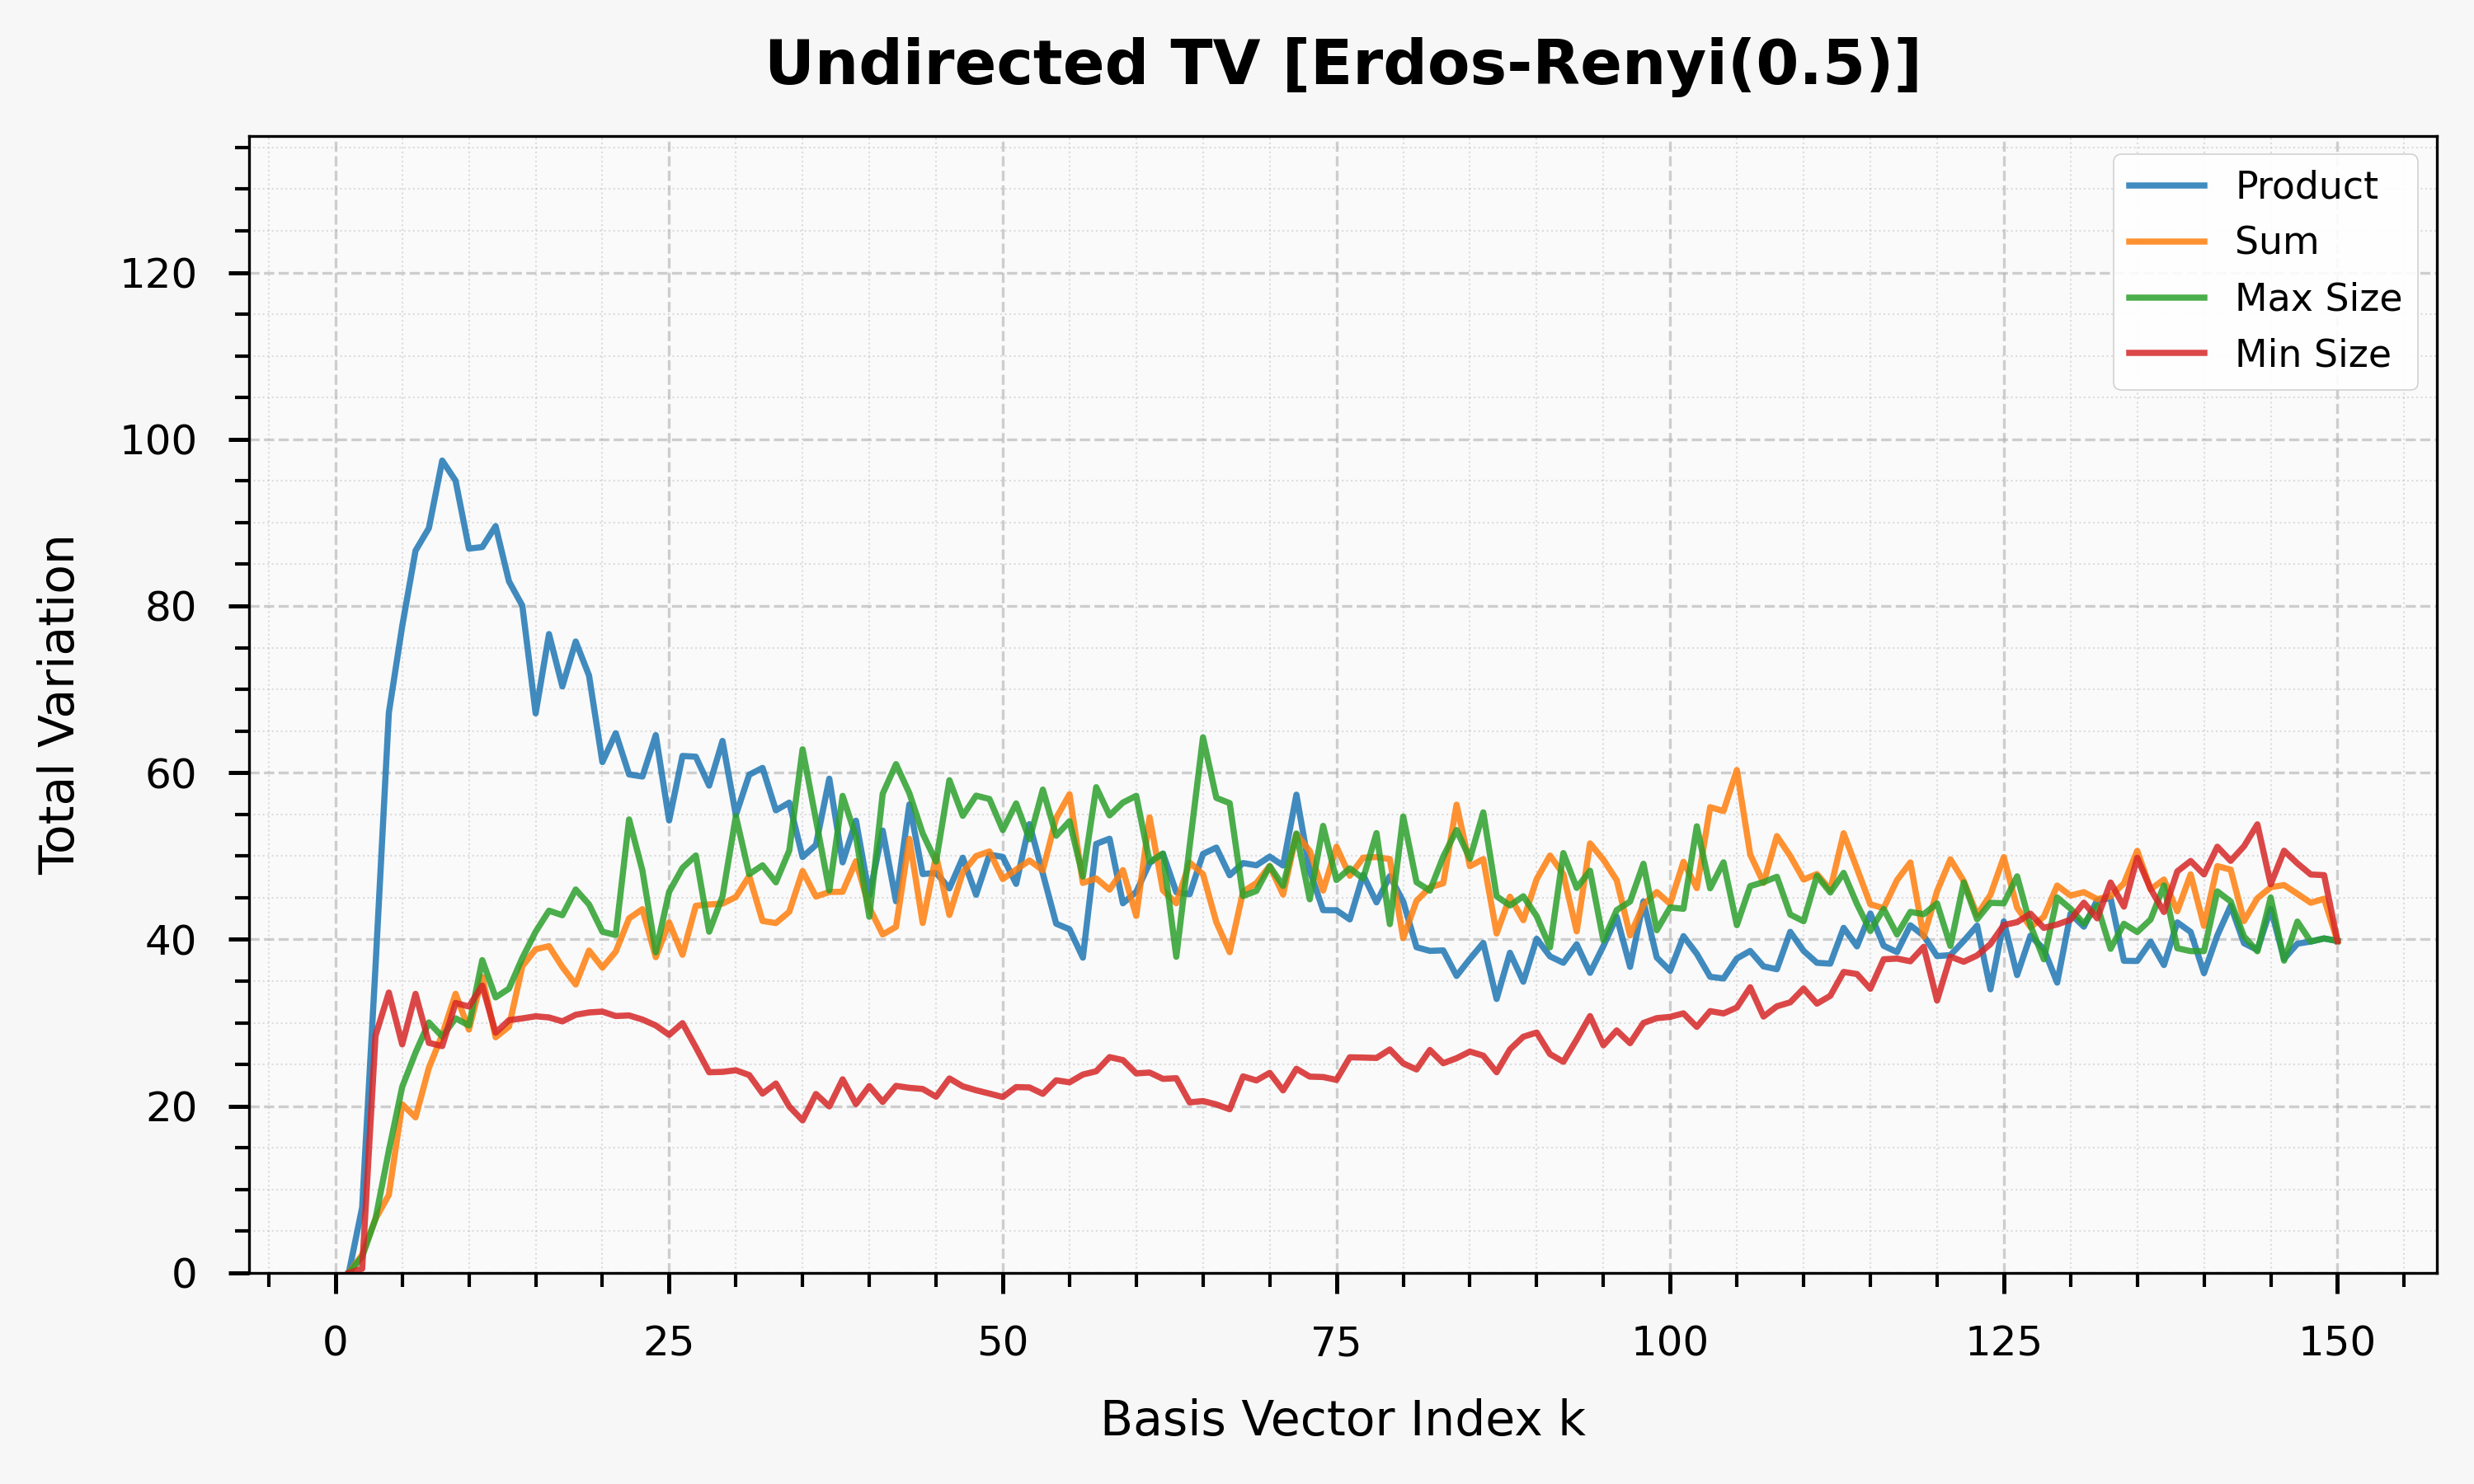 Undirected TV [Erdos-Renyi(0.5)]
Product
Sum
Max Size
Min Size
Total Variation
120
100
80
60
40
20
0
0 25 50 75 100 125 150
Basis Vector Index k